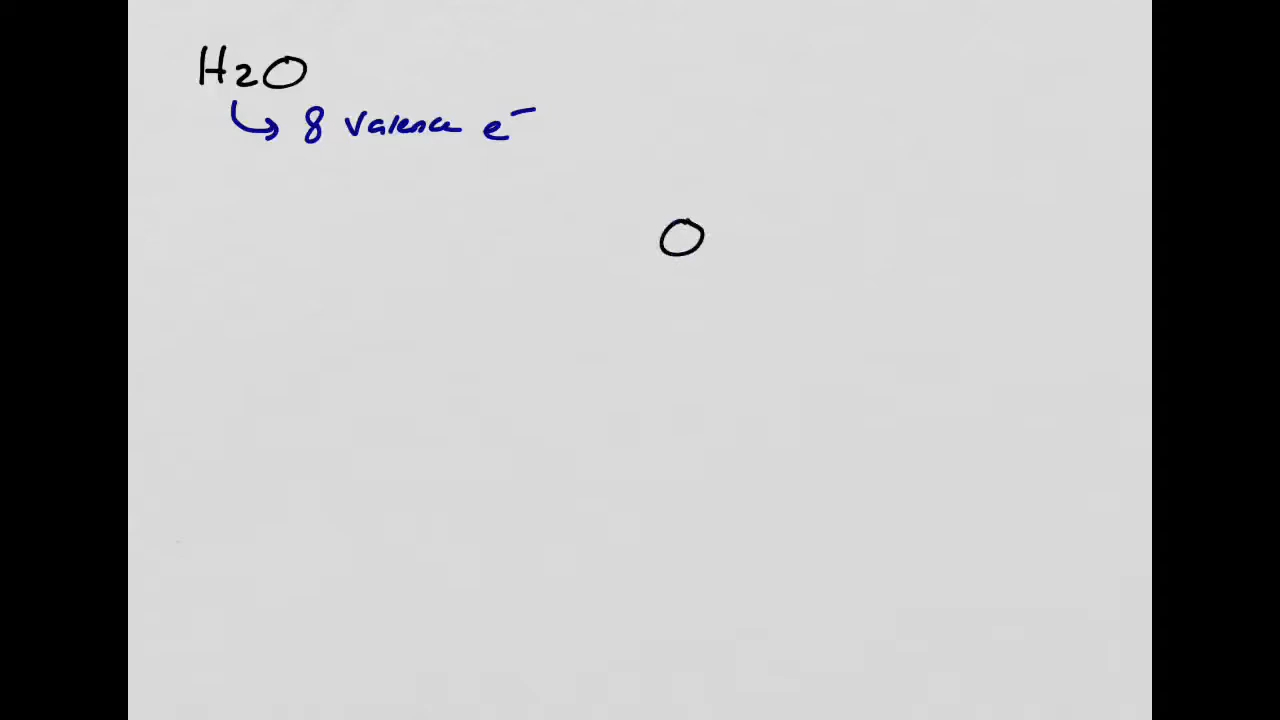 H2O
↳ 8 valence e⁻
O